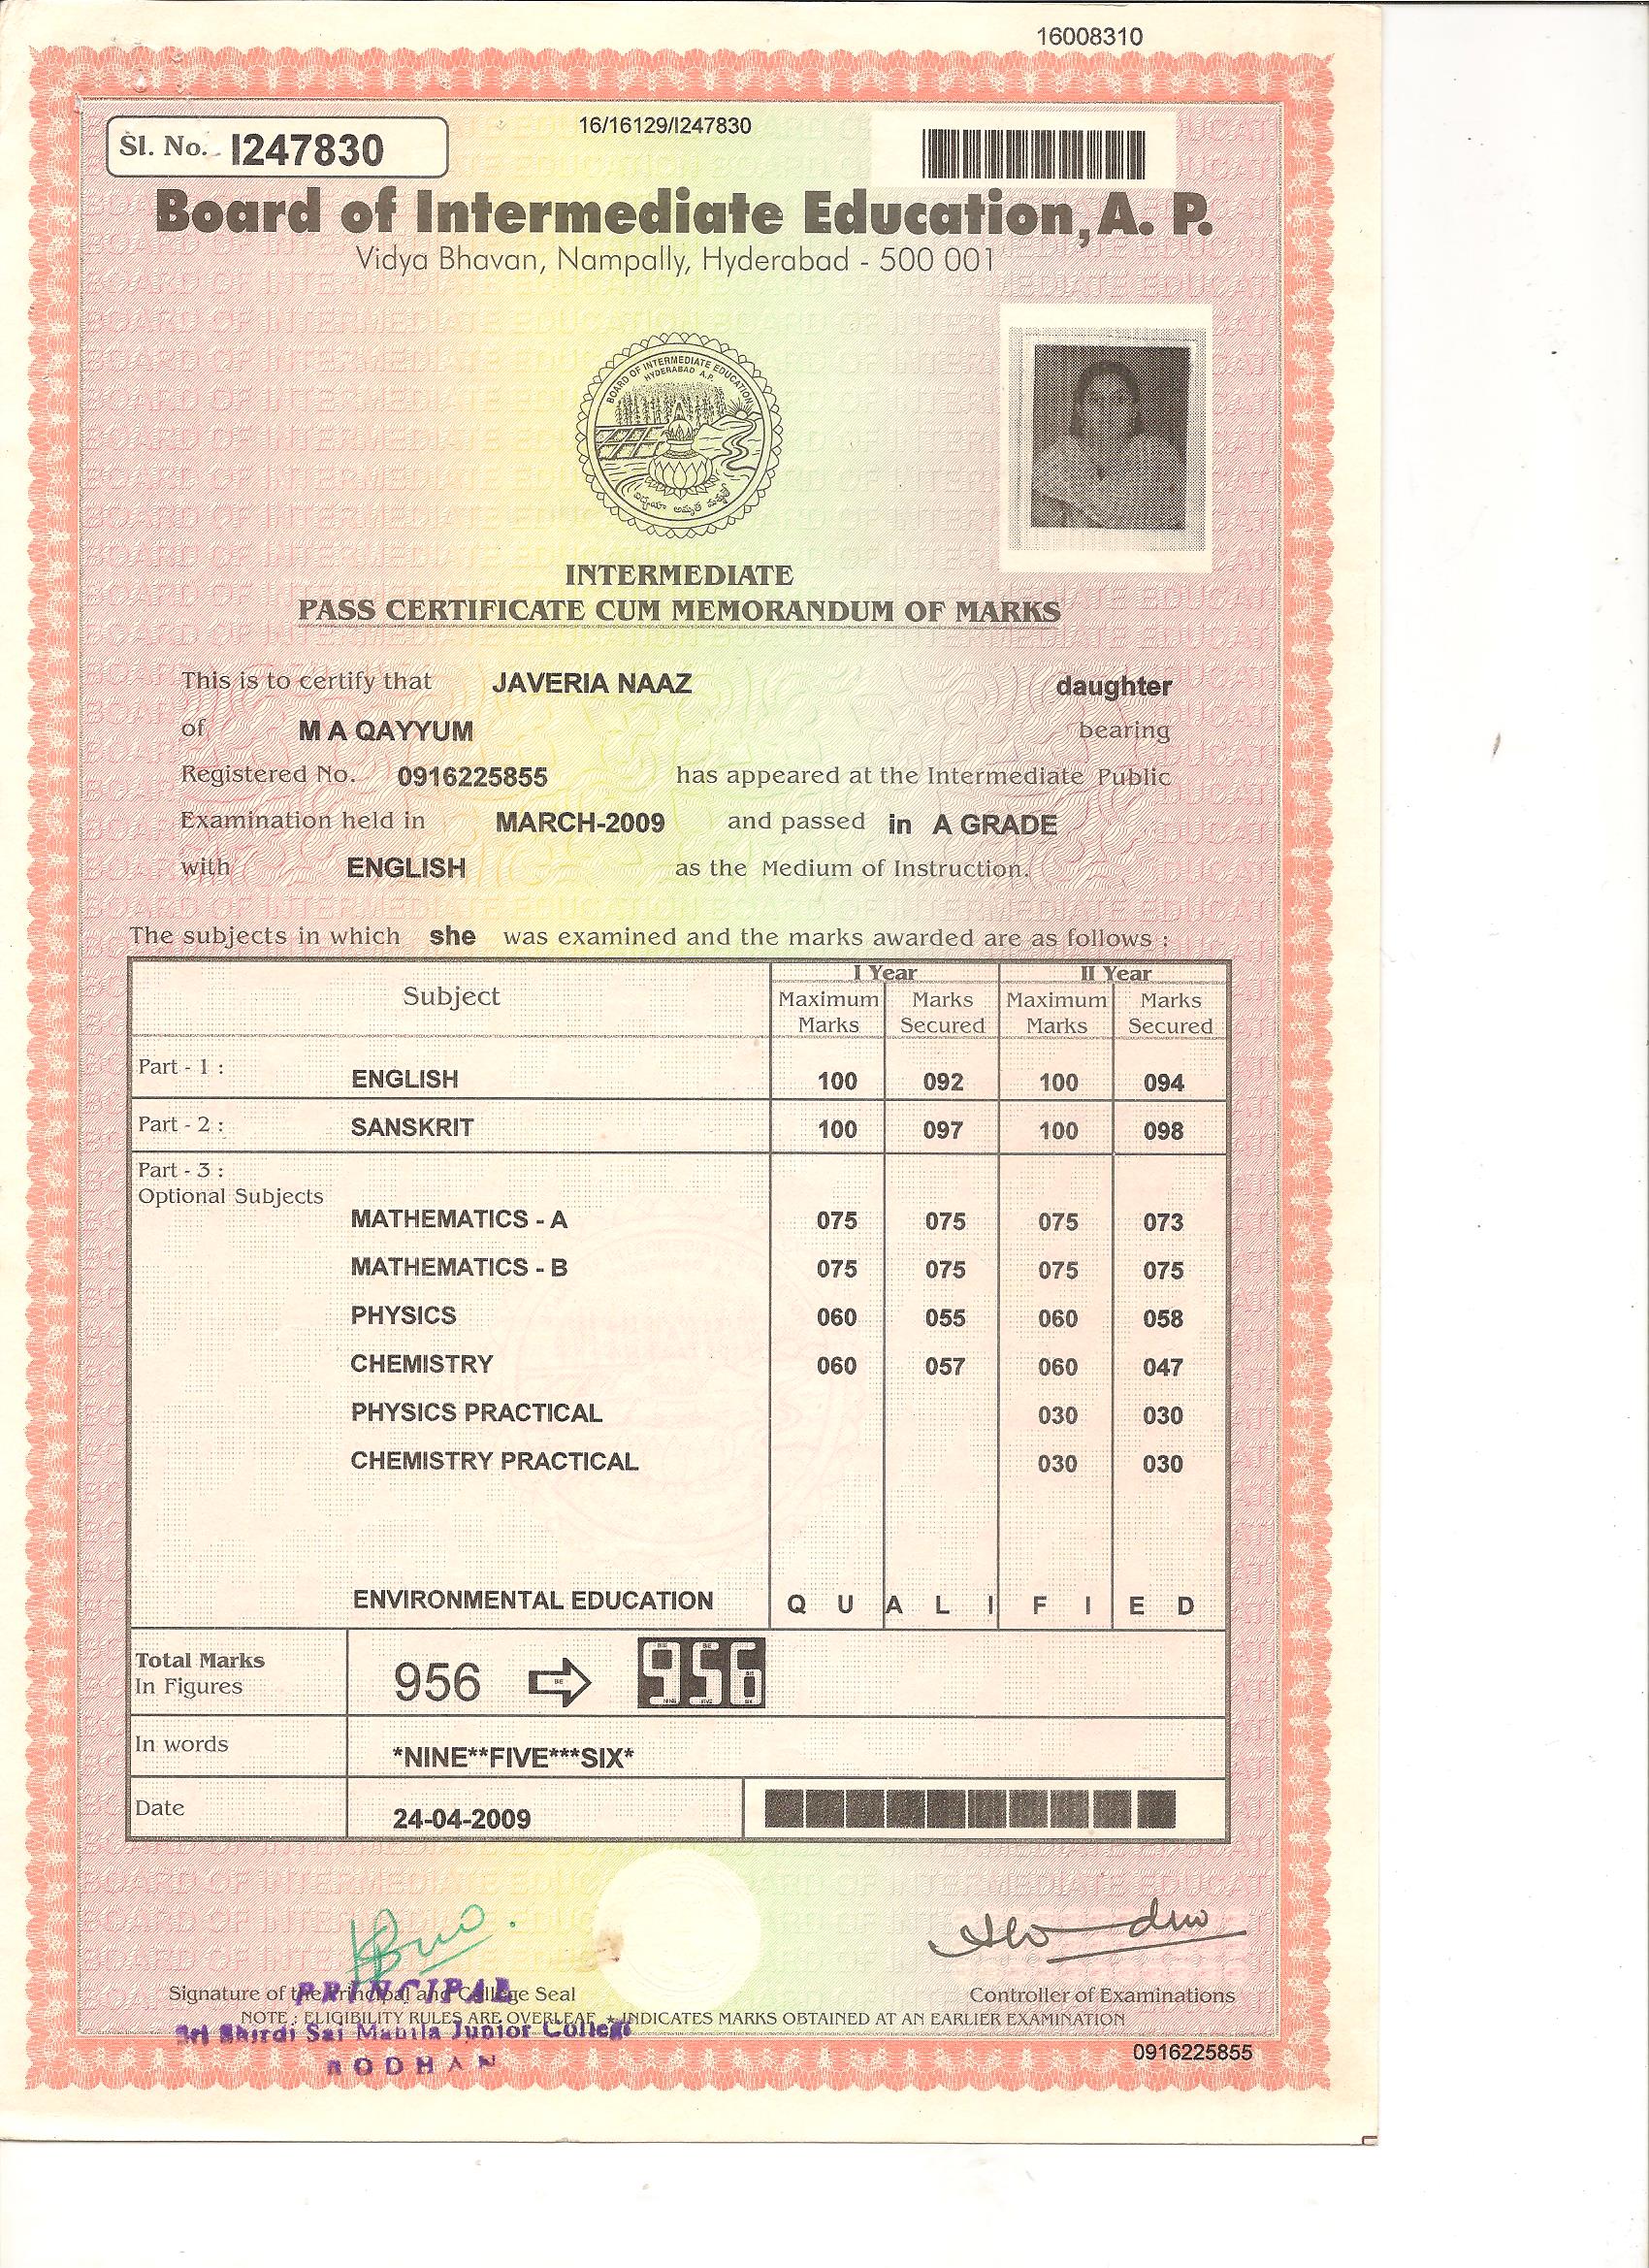 16008310
Sl. No. I247830
16/16129/I247830
Board of Intermediate Education, A. P.
Vidya Bhavan, Nampally, Hyderabad - 500 001
BOARD OF INTERMEDIATE EDUCATION
HYDERABAD A.P.
INTERMEDIATE
PASS CERTIFICATE CUM MEMORANDUM OF MARKS
This is to certify that JAVERIA NAAZ daughter
of M A QAYYUM bearing
Registered No. 0916225855 has appeared at the Intermediate Public
Examination held in MARCH-2009 and passed in A GRADE
with ENGLISH as the Medium of Instruction.
The subjects in which she was examined and the marks awarded are as follows :
Subject I Year II Year
Maximum Marks Marks Secured Maximum Marks Marks Secured
Part - 1 : ENGLISH 100 092 100 094
Part - 2 : SANSKRIT 100 097 100 098
Part - 3 :
Optional Subjects
MATHEMATICS - A 075 075 075 073
MATHEMATICS - B 075 075 075 075
PHYSICS 060 055 060 058
CHEMISTRY 060 057 060 047
PHYSICS PRACTICAL 030 030
CHEMISTRY PRACTICAL 030 030
ENVIRONMENTAL EDUCATION Q U A L I F I E D
Total Marks
In Figures 956 956
In words *NINE**FIVE***SIX*
Date 24-04-2009
Signature of the Principal and College Seal
PRINCIPAL
Controller of Examinations
NOTE : ELIGIBILITY RULES ARE OVERLEAF * INDICATES MARKS OBTAINED AT AN EARLIER EXAMINATION
Sri Shirdi Sai Mahila Junior College
BODHAN
0916225855